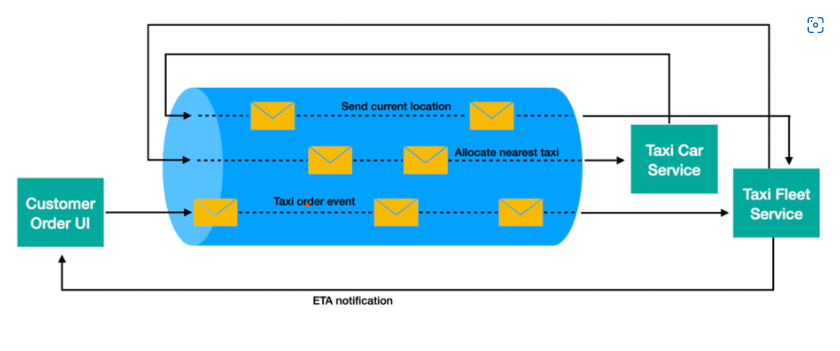 Send current location
Allocate nearest taxi
Taxi Car
Service
Taxi Fleet
Service
Customer
Order UI
Taxi order event
ETA notification